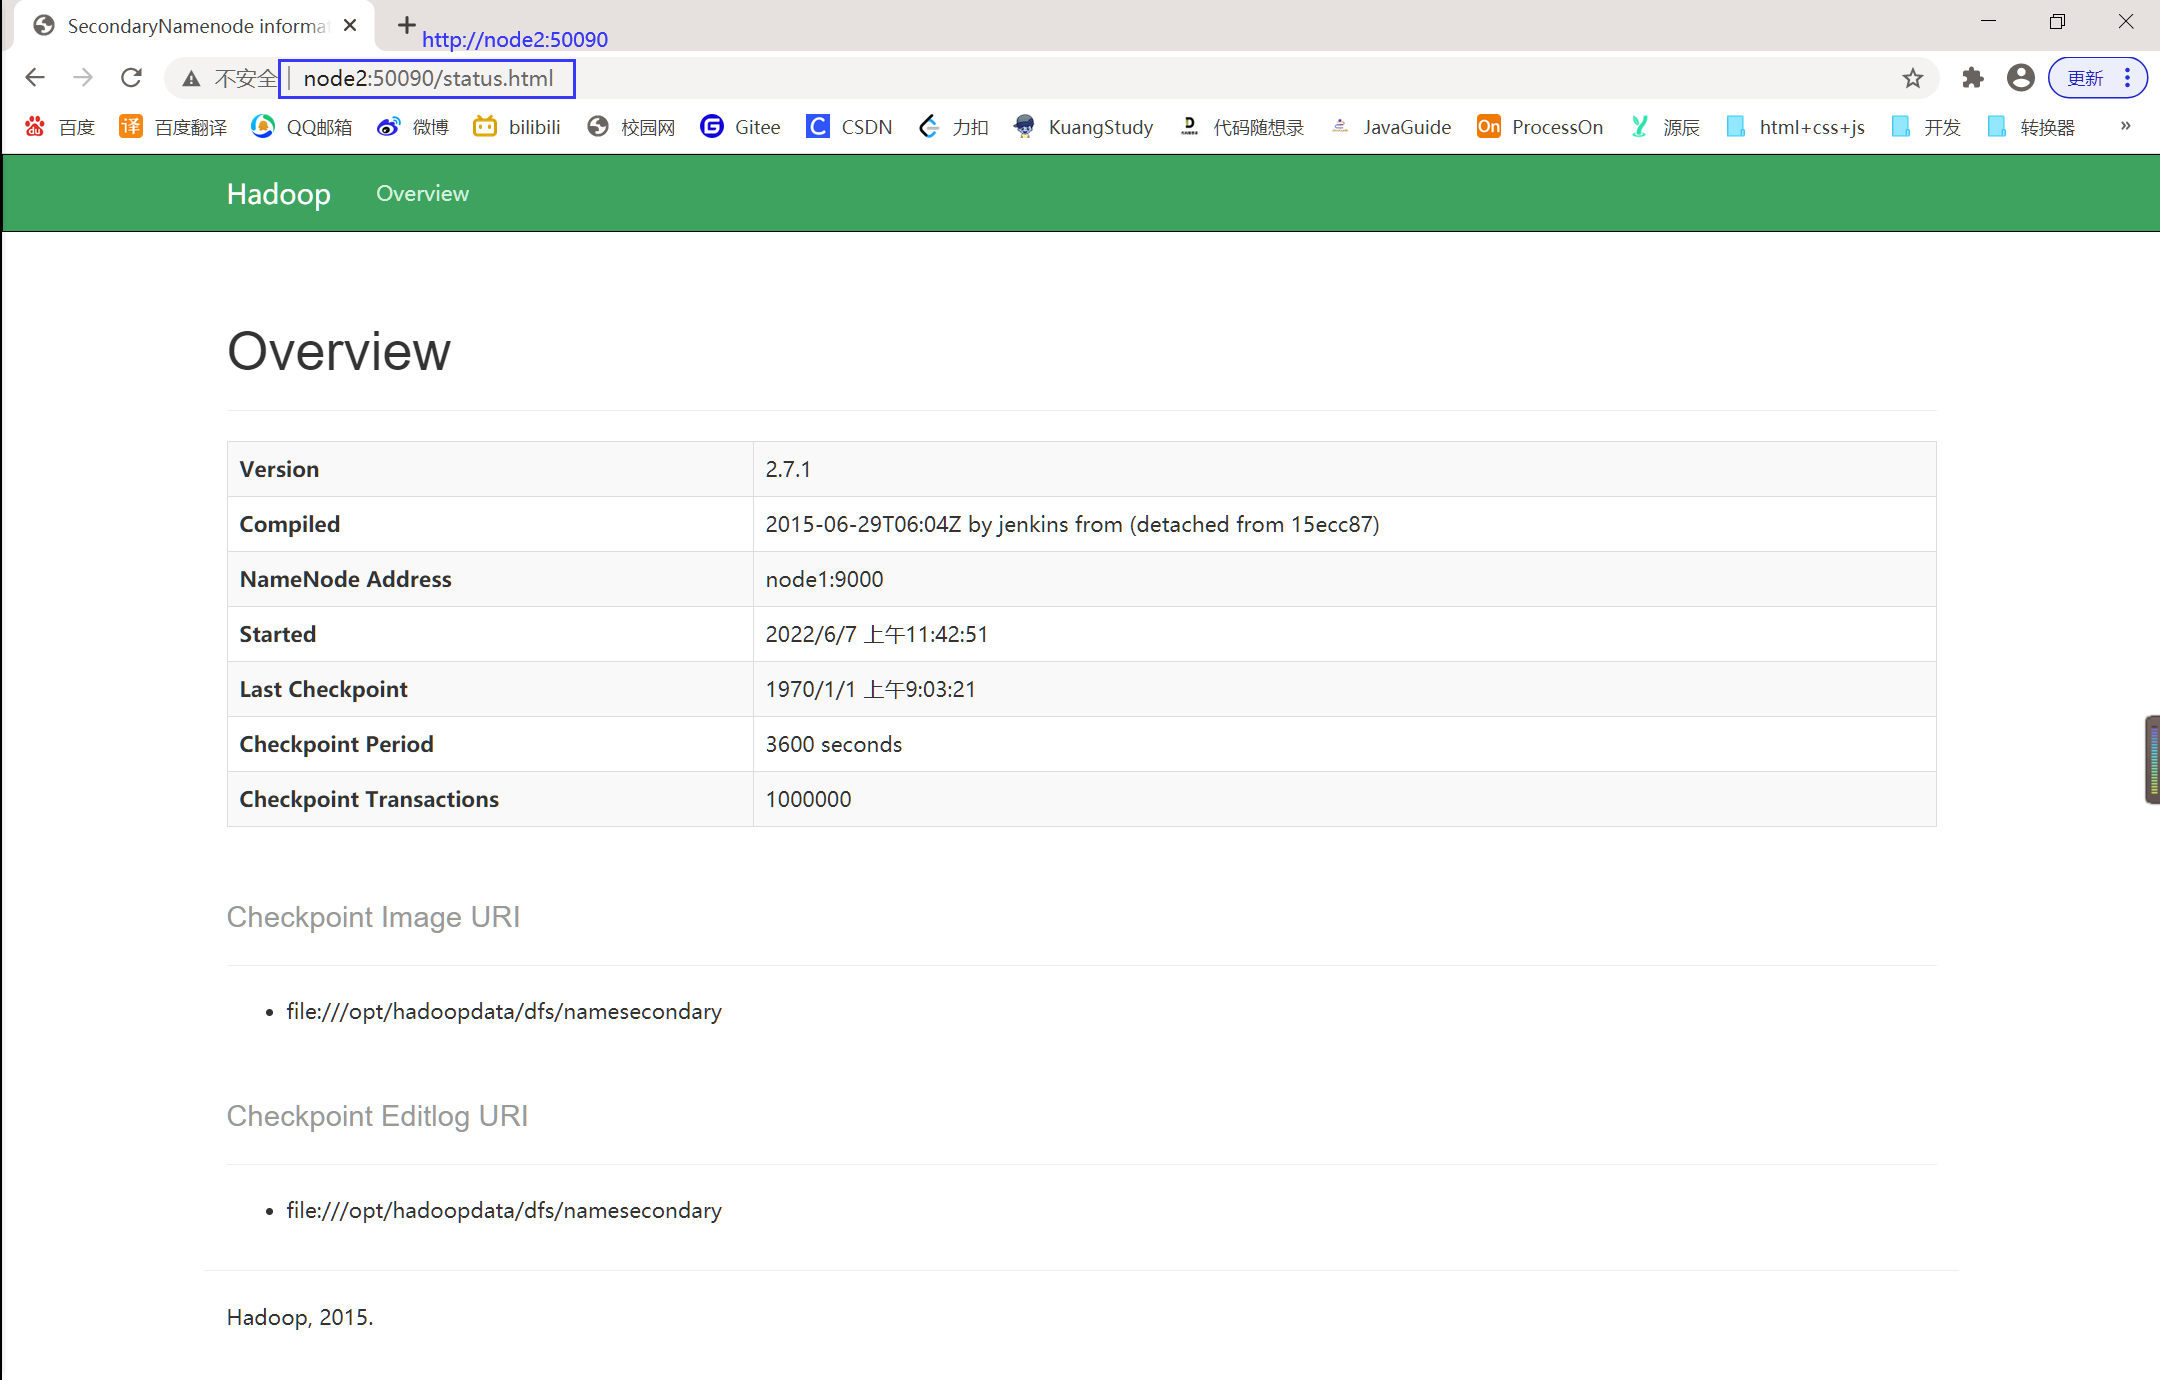 SecondaryNamenode informat
http://node2:50090
不安全 | node2:50090/status.html
更新
百度 译 百度翻译 QQ邮箱 微博 bilibili 校园网 G Gitee C CSDN 力扣 KuangStudy D 代码随想录 JavaGuide On ProcessOn 源辰 html+css+js 开发 转换器 »
Hadoop Overview
Overview
Version 2.7.1
Compiled 2015-06-29T06:04Z by jenkins from (detached from 15ecc87)
NameNode Address node1:9000
Started 2022/6/7 上午11:42:51
Last Checkpoint 1970/1/1 上午9:03:21
Checkpoint Period 3600 seconds
Checkpoint Transactions 1000000
Checkpoint Image URI
• file:///opt/hadoopdata/dfs/namesecondary
Checkpoint Editlog URI
• file:///opt/hadoopdata/dfs/namesecondary
Hadoop, 2015.